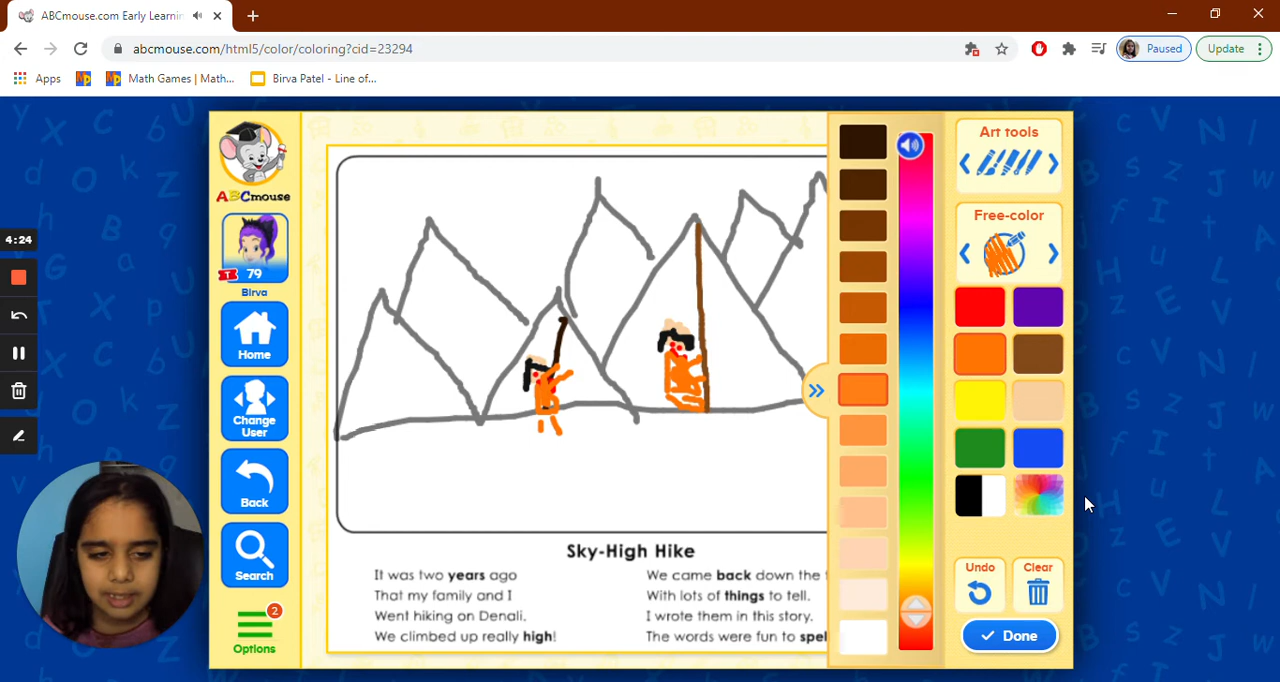 ABCmouse.com Early Learnin
abcmouse.com/html5/color/coloring?cid=23294
Paused
Update
Apps
Math Games | Math...
Birva Patel - Line of...
4:24
ABCmouse
T 79
Birva
Home
Change
User
Back
Search
2
Options
Sky-High Hike
It was two years ago
That my family and I
Went hiking on Denali.
We climbed up really high!
We came back down the
With lots of things to tell.
I wrote them in this story.
The words were fun to spel
Art tools
Free-color
Undo
Clear
Done